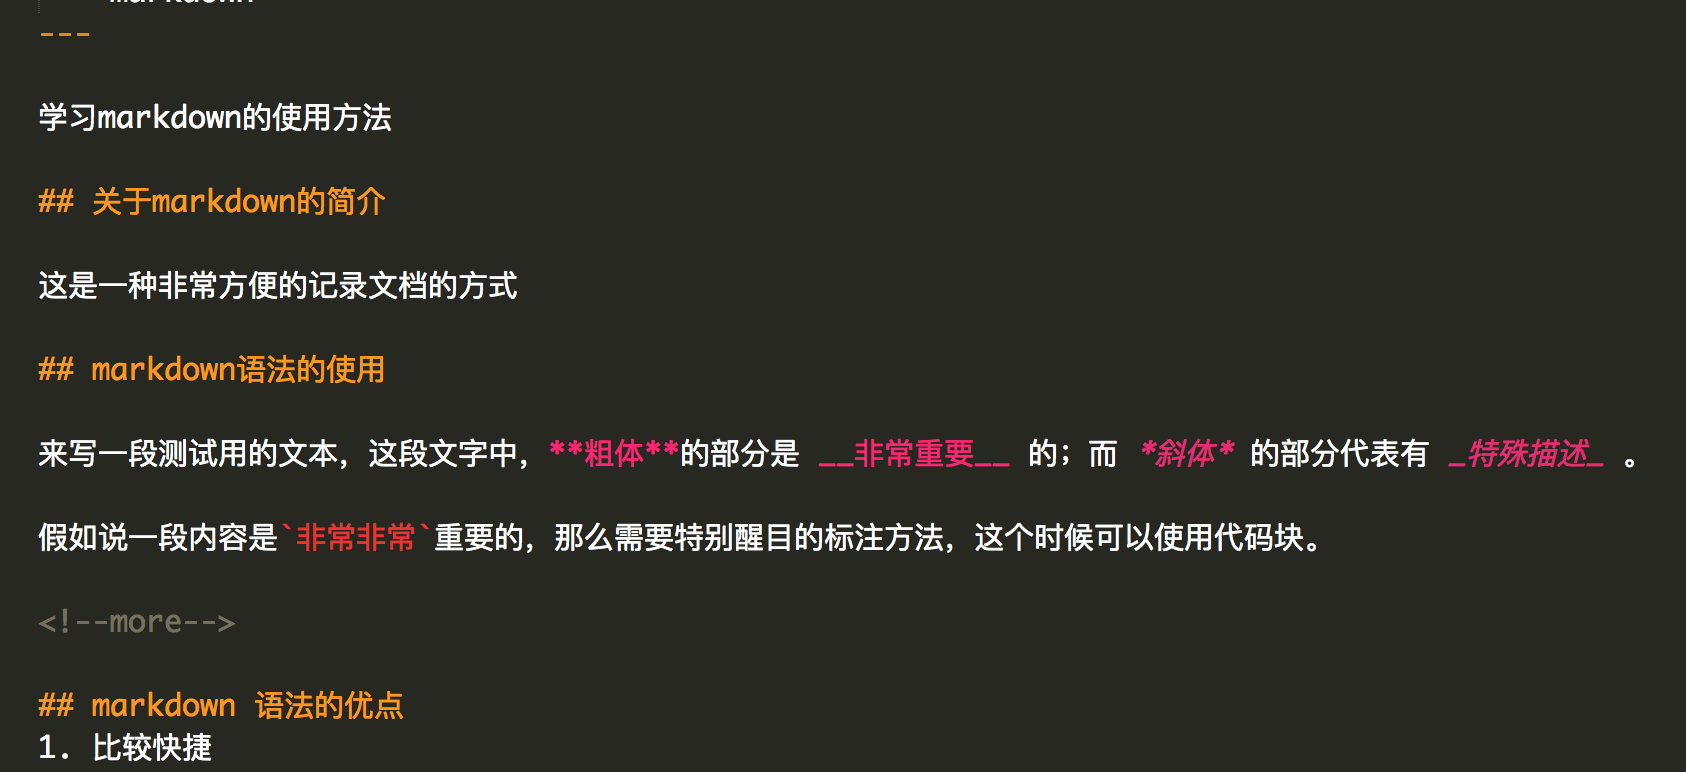 ---
学习markdown的使用方法
## 关于markdown的简介
这是一种非常方便的记录文档的方式
## markdown语法的使用
来写一段测试用的文本，这段文字中，**粗体**的部分是 __非常重要__ 的；而 *斜体* 的部分代表有 _特殊描述_ 。
假如说一段内容是`非常非常`重要的，那么需要特别醒目的标注方法，这个时候可以使用代码块。
<!--more-->
## markdown 语法的优点
1. 比较快捷